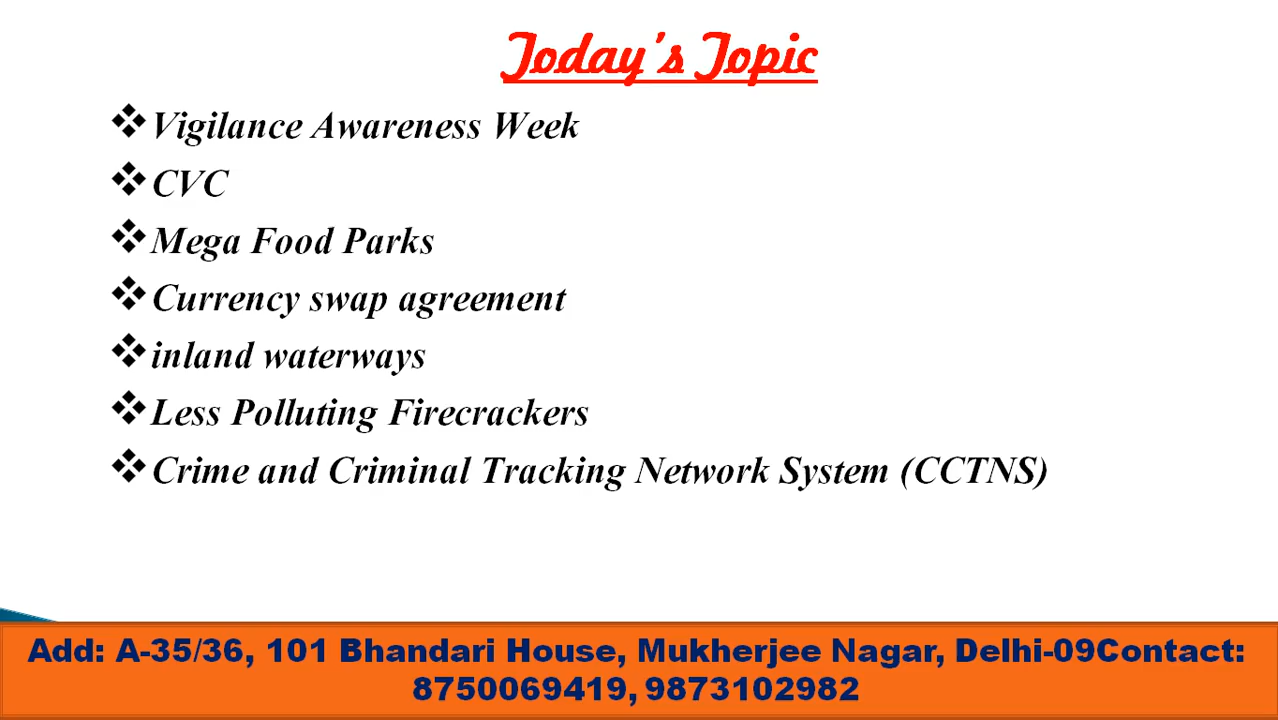 Today's Topic
Vigilance Awareness Week
CVC
Mega Food Parks
Currency swap agreement
inland waterways
Less Polluting Firecrackers
Crime and Criminal Tracking Network System (CCTNS)
Add: A-35/36, 101 Bhandari House, Mukherjee Nagar, Delhi-09Contact:
8750069419, 9873102982